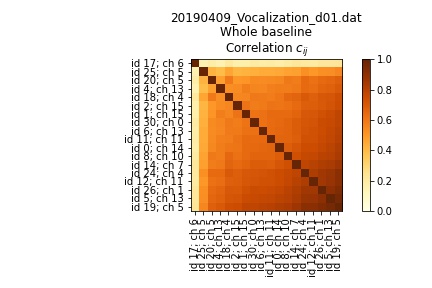 20190409_Vocalization_d01.dat
Whole baseline
Correlation c_ij
id 17; ch 6
id 25; ch 5
id 20; ch 5
id 4; ch 13
id 18; ch 4
id 2; ch 15
id 1; ch 15
id 30; ch 0
id 6; ch 13
id 11; ch 11
id 0; ch 14
id 8; ch 10
id 14; ch 7
id 24; ch 4
id 12; ch 11
id 26; ch 1
id 5; ch 13
id 19; ch 5
id 17; ch 6
id 25; ch 5
id 20; ch 5
id 4; ch 13
id 18; ch 4
id 2; ch 15
id 1; ch 15
id 30; ch 0
id 6; ch 13
id 11; ch 11
id 0; ch 14
id 8; ch 10
id 14; ch 7
id 24; ch 4
id 12; ch 11
id 26; ch 1
id 5; ch 13
id 19; ch 5
1.0
0.8
0.6
0.4
0.2
0.0